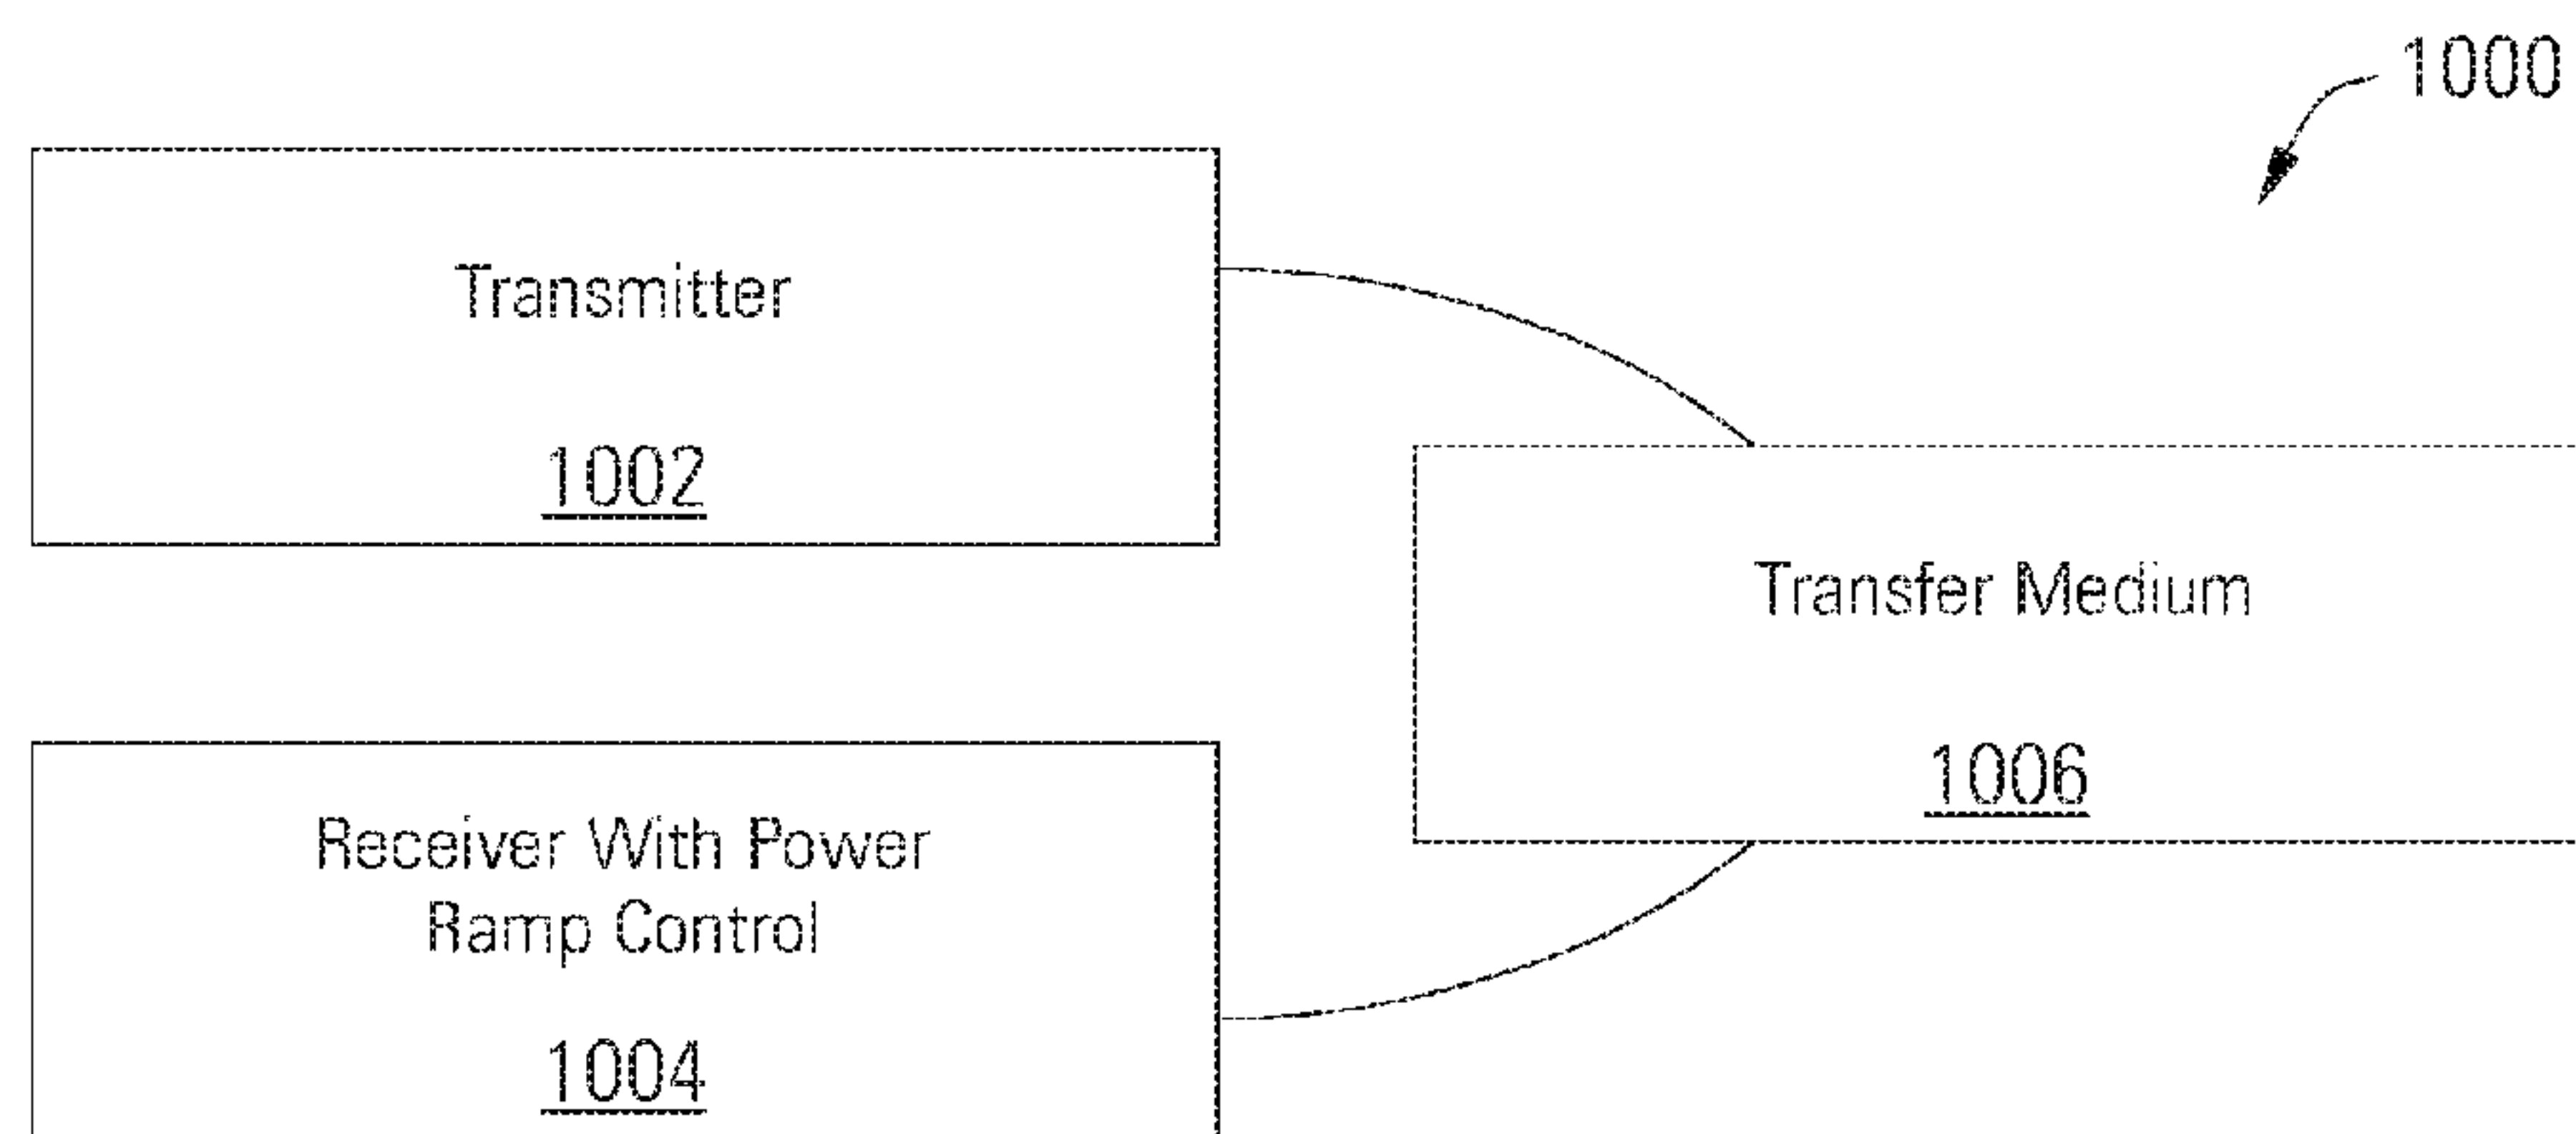 1000
Transmitter
1002
Transfer Medium
1006
Receiver With Power
Ramp Control
1004